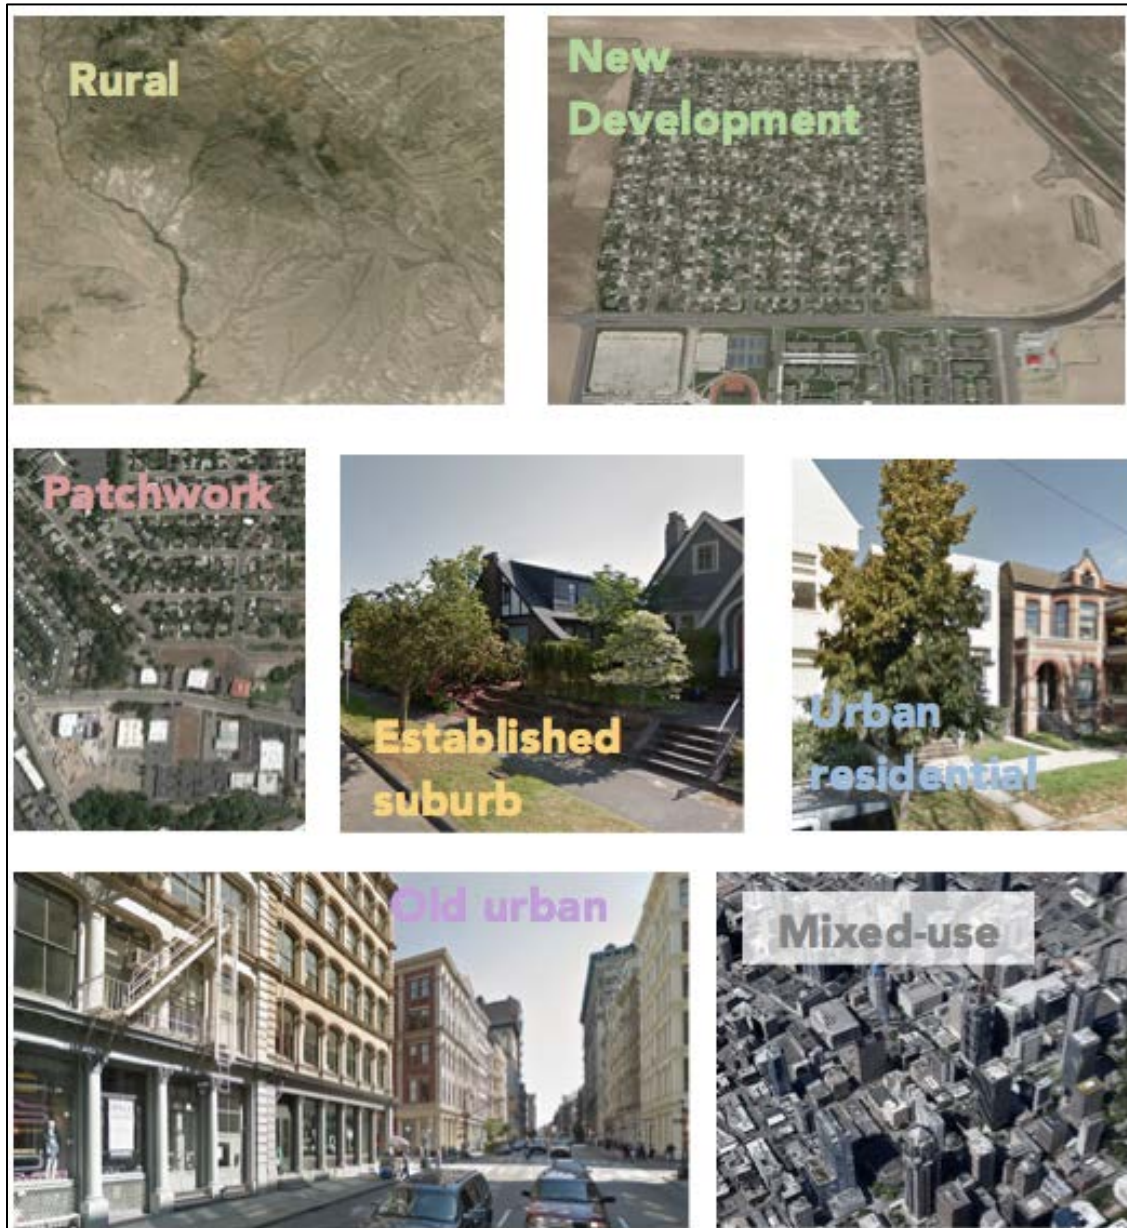 Rural
New
Development
Patchwork
Established
suburb
Urban
residential
Old urban
Mixed-use